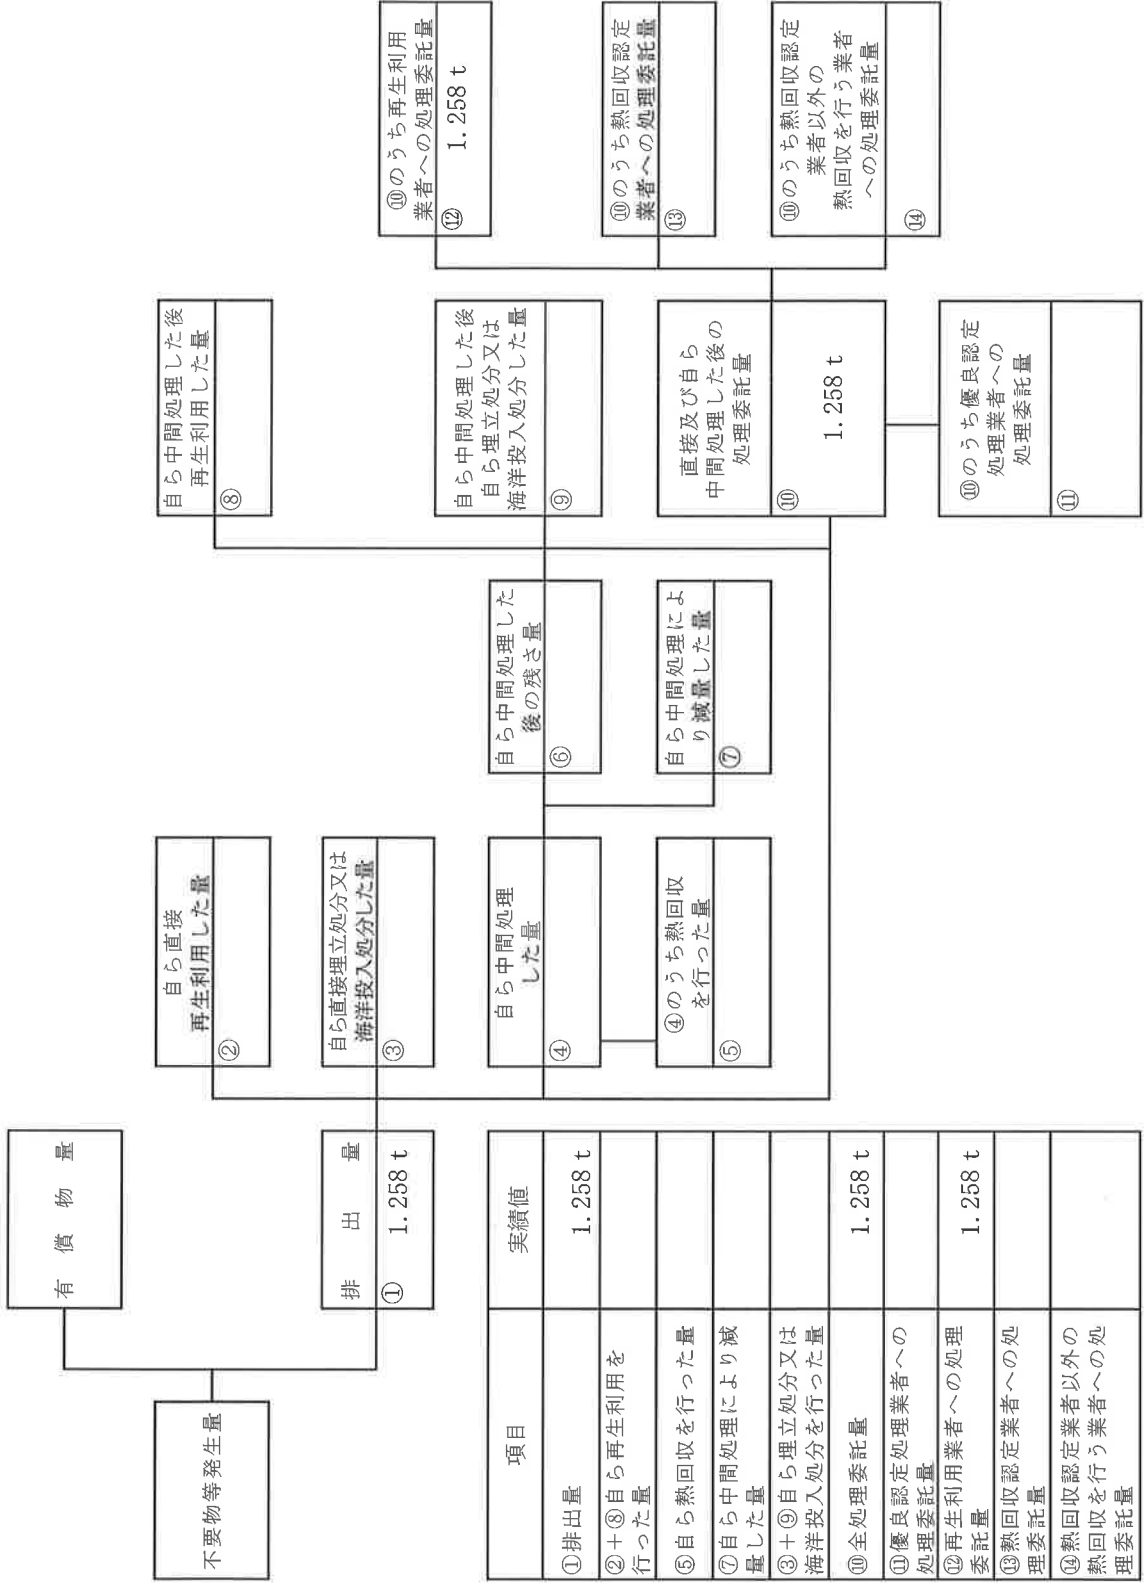 不要物等発生量
有償物量
排出量
① 1.258 t
自ら直接
再生利用した量
②
自ら直接埋立処分又は
海洋投入処分した量
③
自ら中間処理
した量
④
④のうち熱回収
を行った量
⑤
自ら中間処理した
後の残さ量
⑥
自ら中間処理によ
り減量した量
⑦
自ら中間処理した後
再生利用した量
⑧
自ら中間処理した後
自ら埋立処分又は
海洋投入処分した量
⑨
直接及び自ら
中間処理した後の
処理委託量
⑩ 1.258 t
⑩のうち優良認定
処理業者への
処理委託量
⑪
⑩のうち再生利用
業者への処理委託量
⑫ 1.258 t
⑩のうち熱回収認定
業者への処理委託量
⑬
⑩のうち熱回収認定
業者以外の
熱回収を行う業者
への処理委託量
⑭
項目 実績値
①排出量 1.258 t
②+⑧自ら再生利用を
行った量
⑤自ら熱回収を行った量
⑦自ら中間処理により減
量した量
③+⑨自ら埋立処分又は
海洋投入処分を行った量
⑩全処理委託量 1.258 t
⑪優良認定処理業者への
処理委託量
⑫再生利用業者への処理
委託量 1.258 t
⑬熱回収認定業者への処
理委託量
⑭熱回収認定業者以外の
熱回収を行う業者への処
理委託量